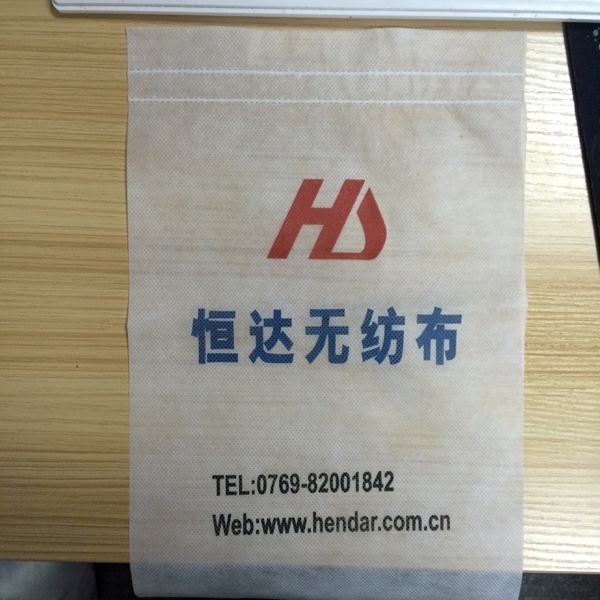 HD
恒达无纺布
TEL:0769-82001842
Web:www.hendar.com.cn